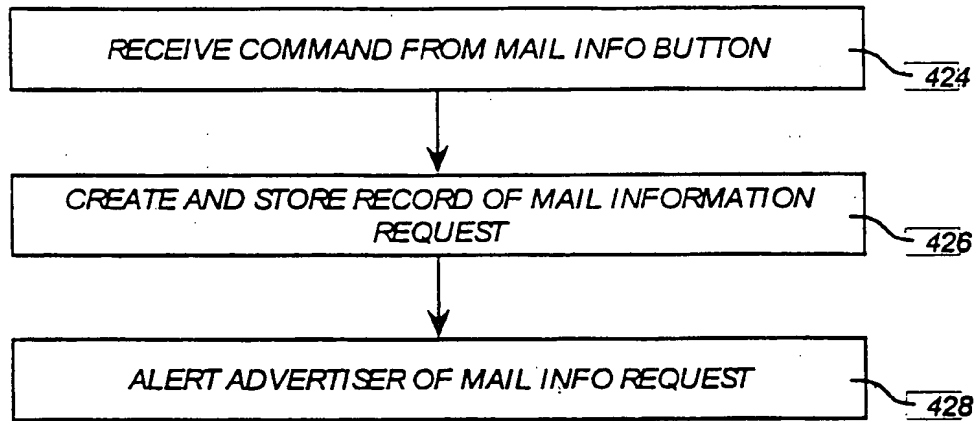 RECEIVE COMMAND FROM MAIL INFO BUTTON
424
CREATE AND STORE RECORD OF MAIL INFORMATION
REQUEST
426
ALERT ADVERTISER OF MAIL INFO REQUEST
428